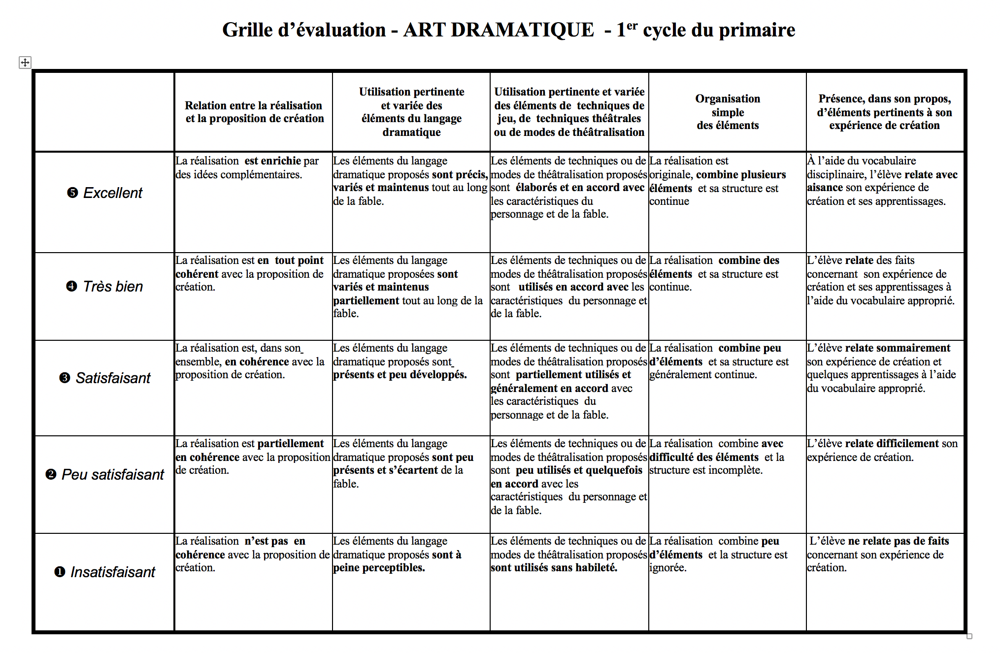 Grille d’évaluation - ART DRAMATIQUE - 1er cycle du primaire
Relation entre la réalisation
et la proposition de création
Utilisation pertinente
et variée des
éléments du langage
dramatique
Utilisation pertinente et variée
des éléments de techniques de
jeu, de techniques théâtrales
ou de modes de théâtralisation
Organisation
simple
des éléments
Présence, dans son propos,
d’éléments pertinents à son
expérience de création
❺ Excellent
La réalisation est enrichie par
des idées complémentaires.
Les éléments du langage
dramatique proposés sont précis,
variés et maintenus tout au long
de la fable.
Les éléments de techniques ou de
modes de théâtralisation proposés
sont élaborés et en accord avec
les caractéristiques du
personnage et de la fable.
La réalisation est
originale, combine plusieurs
éléments et sa structure est
continue
À l’aide du vocabulaire
disciplinaire, l’élève relate avec
aisance son expérience de
création et ses apprentissages.
❹ Très bien
La réalisation est en tout point
cohérent avec la proposition de
création.
Les éléments du langage
dramatique proposées sont
variés et maintenus
partiellement tout au long de la
fable.
Les éléments de techniques ou de
modes de théâtralisation proposés
sont utilisés en accord avec les
caractéristiques du personnage et
de la fable.
La réalisation combine des
éléments et sa structure est
continue.
L’élève relate des faits
concernant son expérience de
création et ses apprentissages à
l’aide du vocabulaire approprié.
❸ Satisfaisant
La réalisation est, dans son
ensemble, en cohérence avec la
proposition de création.
Les éléments du langage
dramatique proposés sont
présents et peu développés.
Les éléments de techniques ou de
modes de théâtralisation proposés
sont partiellement utilisés et
généralement en accord avec
les caractéristiques du
personnage et de la fable.
La réalisation combine peu
d’éléments et sa structure est
généralement continue.
L’élève relate sommairement
son expérience de création et
quelques apprentissages à l’aide
du vocabulaire approprié.
❷ Peu satisfaisant
La réalisation est partiellement
en cohérence avec la proposition
de création.
Les éléments du langage
dramatique proposés sont peu
présents et s’écartent de la
fable.
Les éléments de techniques ou de
modes de théâtralisation proposés
sont peu utilisés et quelquefois
en accord avec les
caractéristiques du personnage et
de la fable.
La réalisation combine avec
difficulté des éléments et la
structure est incomplète.
L’élève relate difficilement son
expérience de création.
❶ Insatisfaisant
La réalisation n’est pas en
cohérence avec la proposition de
création.
Les éléments du langage
dramatique proposés sont à
peine perceptibles.
Les éléments de techniques ou de
modes de théâtralisation proposés
sont utilisés sans habileté.
La réalisation combine peu
d’éléments et la structure est
ignorée.
L’élève ne relate pas de faits
concernant son expérience de
création.